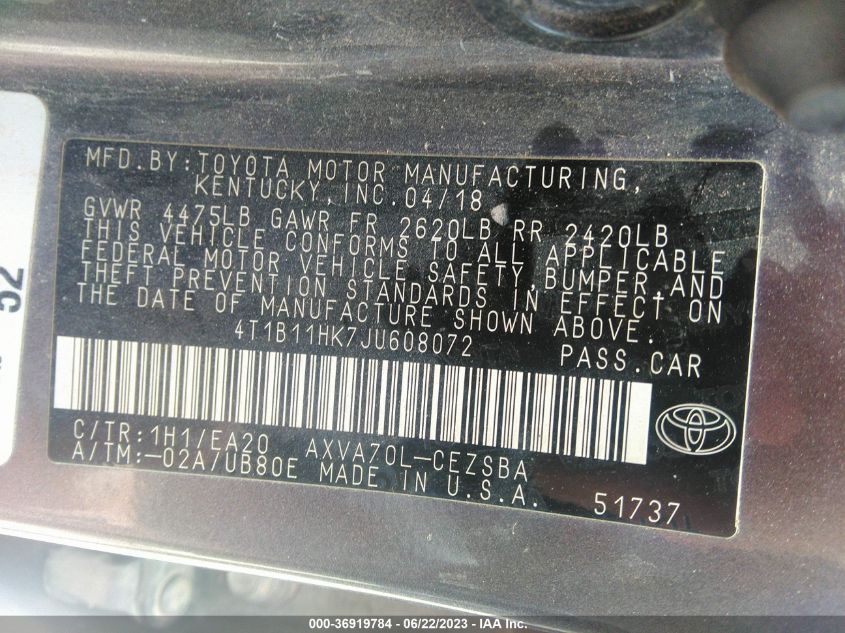 MFD.BY:TOYOTA MOTOR MANUFACTURING,
KENTUCKY,INC.04/18
GVWR 4475LB GAWR FR 2620LB RR 2420LB
THIS VEHICLE CONFORMS TO ALL APPLICABLE
FEDERAL MOTOR VEHICLE SAFETY,BUMPER,AND
THEFT PREVENTION STANDARDS IN EFFECT ON
THE DATE OF MANUFACTURE SHOWN ABOVE.
4T1B11HK7JU608072 PASS.CAR
C/TR:1H1/EA20 AXVA70L-CEZSBA
A/TM:-02A/UB80E MADE IN U.S.A. 51737
52
000-36919784 - 06/22/2023 - IAA Inc.